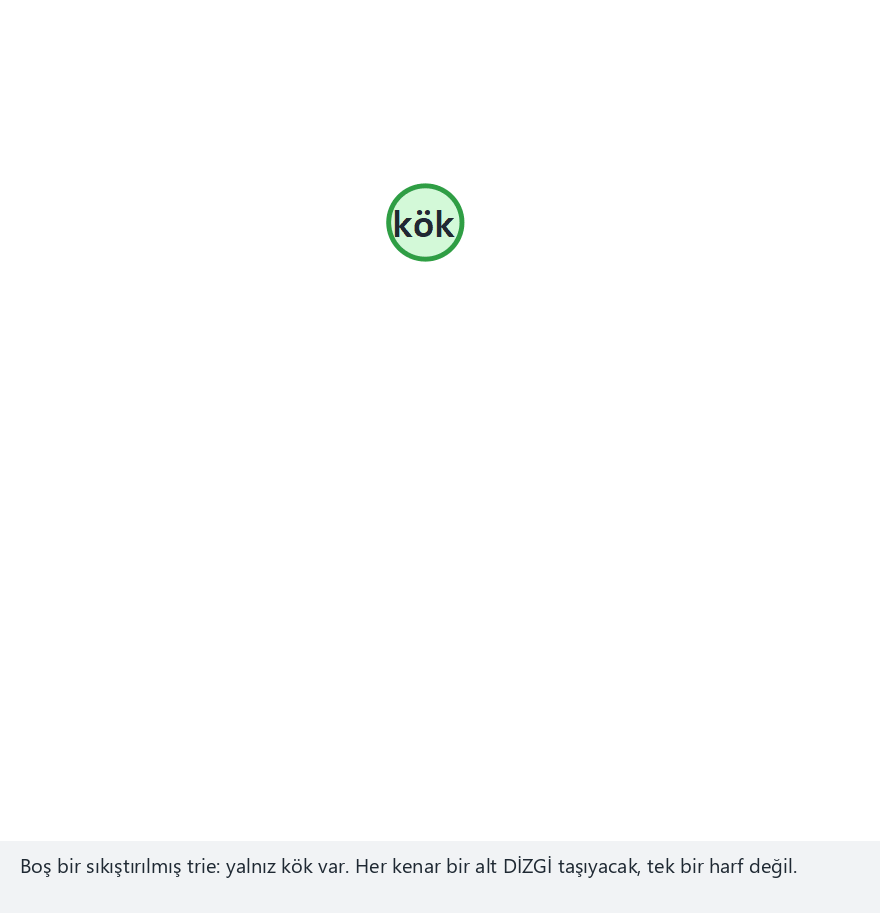 kök
Boş bir sıkıştırılmış trie: yalnız kök var. Her kenar bir alt DİZGİ taşıyacak, tek bir harf değil.